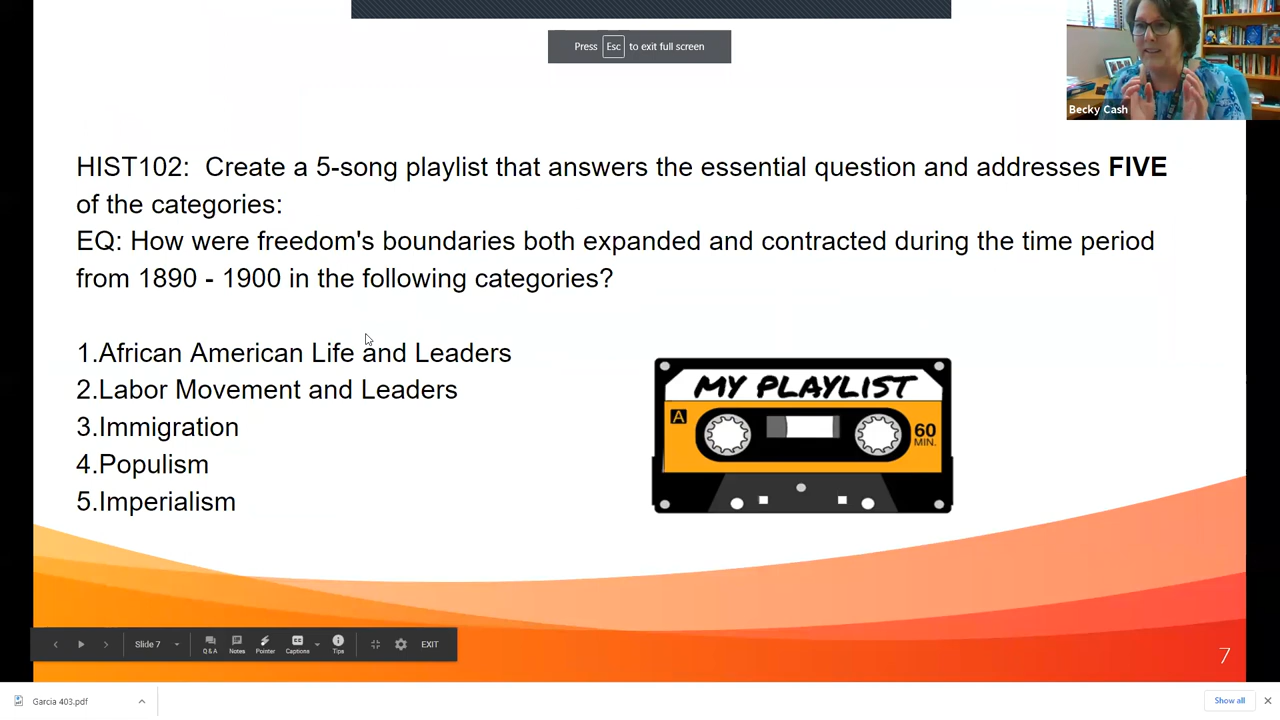 Press Esc to exit full screen
Becky Cash
HIST102: Create a 5-song playlist that answers the essential question and addresses FIVE
of the categories:
EQ: How were freedom's boundaries both expanded and contracted during the time period
from 1890 - 1900 in the following categories?
1.African American Life and Leaders
2.Labor Movement and Leaders
3.Immigration
4.Populism
5.Imperialism
MY PLAYLIST
A
60
MIN.
Slide 7
Q & A
Notes
Pointer
CC
Captions
Tips
EXIT
7
Garcia 403.pdf
Show all